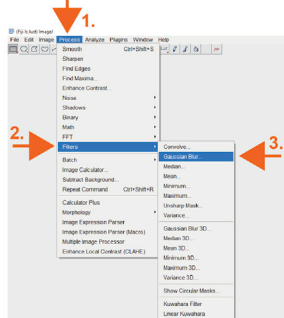 1.
(Fiji Is Just) ImageJ
File Edit Image Process Analyze Plugins Window Help
Smooth Ctrl+Shift+S
Sharpen
Find Edges
Find Maxima...
Enhance Contrast...
Noise
Shadows
Binary
Math
FFT
2.
Filters
Batch
Image Calculator...
Subtract Background...
Repeat Command Ctrl+Shift+R
Calculator Plus
Morphology
Image Expression Parser
Image Expression Parser (Macro)
Multiple Image Processor
Enhance Local Contrast (CLAHE)
Convolve...
3.
Gaussian Blur...
Median...
Mean...
Minimum...
Maximum...
Unsharp Mask...
Variance...
Gaussian Blur 3D...
Median 3D...
Mean 3D...
Minimum 3D...
Maximum 3D...
Variance 3D...
Show Circular Masks...
Kuwahara Filter
Linear Kuwahara